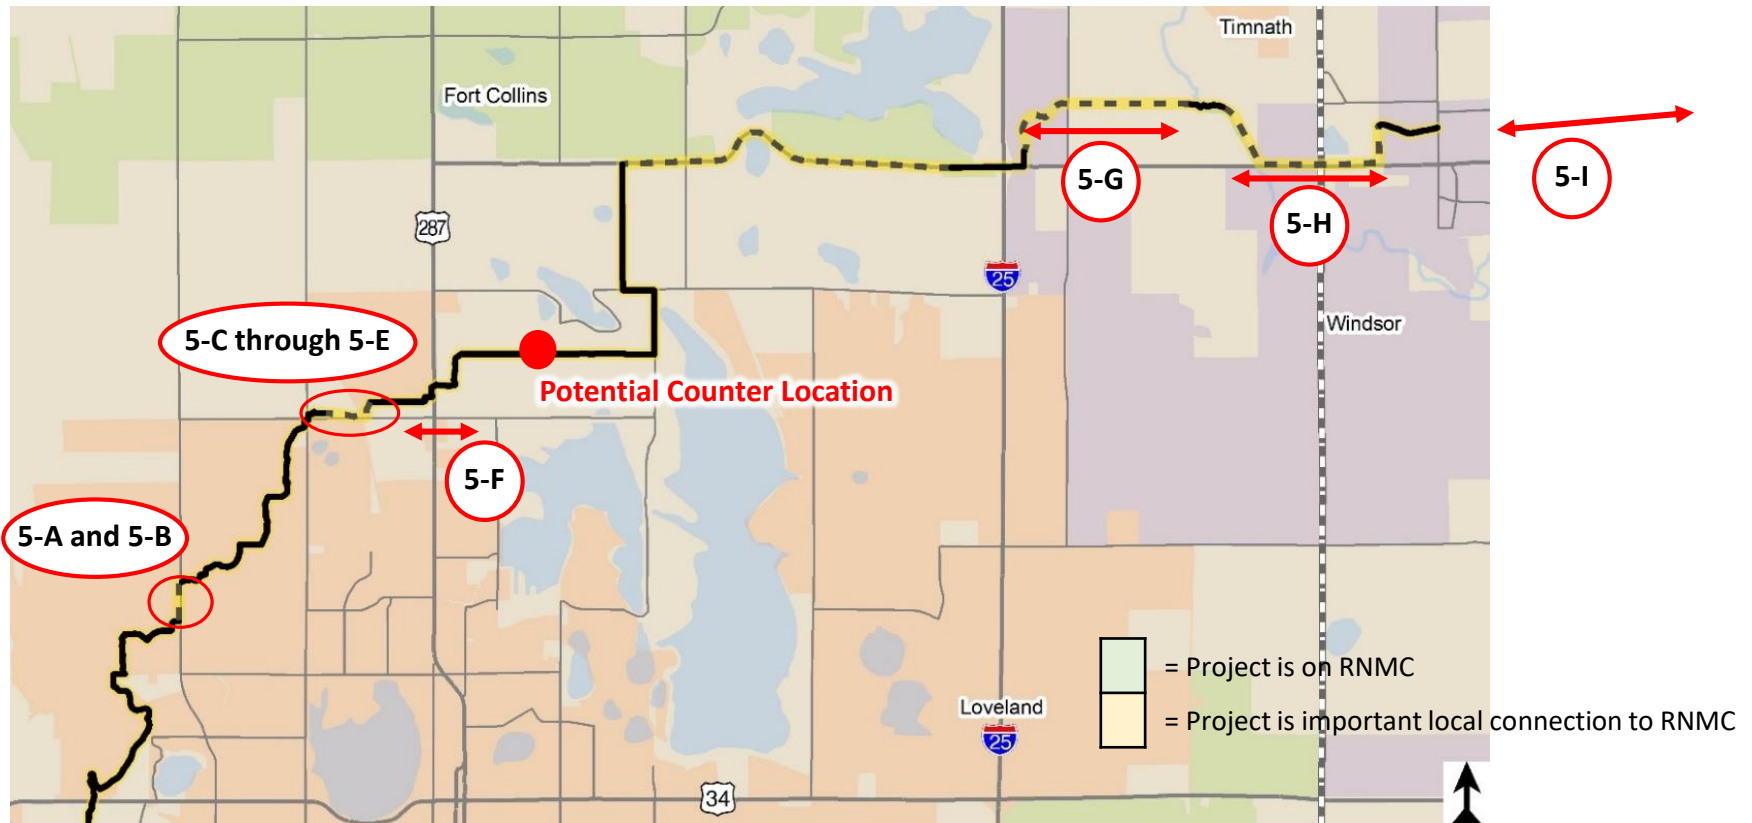 Timnath
Fort Collins
5-G
5-I
5-H
287
25
5-C through 5-E
Windsor
Potential Counter Location
5-F
5-A and 5-B
= Project is on RNMC
Loveland
= Project is important local connection to RNMC
25
34